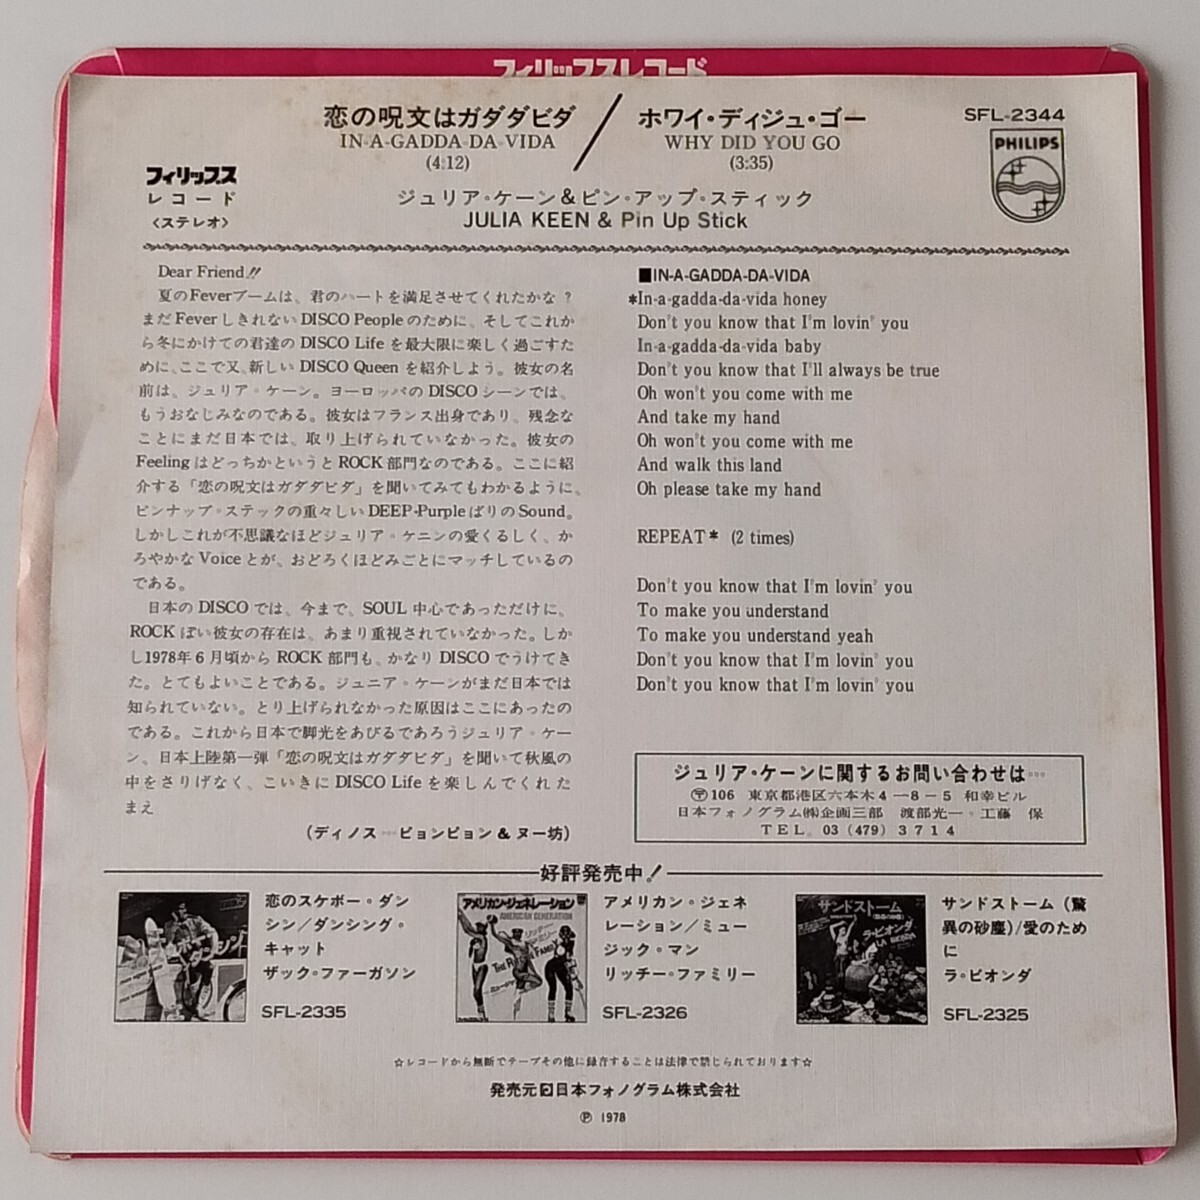 フィリップスレコード
恋の呪文はガダダビダ／ホワイ・ディジュ・ゴー
IN-A-GADDA-DA-VIDA WHY DID YOU GO
(4:12) (3:35)
SFL-2344
PHILIPS
フィリップス
レコード
〈ステレオ〉
ジュリア・ケーン＆ピン・アップ・スティック
JULIA KEEN & Pin Up Stick
Dear Friend!!
夏のFeverブームは、君のハートを満足させてくれたかな？
まだFeverしきれないDISCO Peopleのために、そしてこれか
ら冬にかけての君達のDISCO Lifeを最大限に楽しく過ごすた
めに、ここで又、新しいDISCO Queenを紹介しよう。彼女の名
前は、ジュリア・ケーン。ヨーロッパのDISCOシーンでは、
もうおなじみなのである。彼女はフランス出身であり、残念な
ことにまだ日本では、取り上げられていなかった。彼女の
FeelingはどっちかというとROCK部門なのである。ここに紹
介する「恋の呪文はガダダビダ」を聞いてみてもわかるように、
ピンナップ・ステックの重々しいDEEP-PurpleばりのSound。
しかしこれが不思議なほどジュリア・ケニンの愛くるしく、か
ろやかなVoiceとが、おどろくほどみごとにマッチしているの
である。
日本のDISCOでは、今まで、SOUL中心であっただけに、
ROCKぽい彼女の存在は、あまり重視されていなかった。しか
し1978年6月頃からROCK部門も、かなりDISCOでうけてき
た。とてもよいことである。ジュニア・ケーンがまだ日本では
知られていない。とり上げられなかった原因はここにあったの
である。これから日本で脚光をあびるであろうジュリア・ケー
ン、日本上陸第一弾「恋の呪文はガダダビダ」を聞いて秋風の
中をさりげなく、こいきにDISCO Lifeを楽しんでくれた
まえ
（ディノス…ピョンピョン＆ヌー坊）
■IN-A-GADDA-DA-VIDA
*In-a-gadda-da-vida honey
Don't you know that I'm lovin' you
In-a-gadda-da-vida baby
Don't you know that I'll always be true
Oh won't you come with me
And take my hand
Oh won't you come with me
And walk this land
Oh please take my hand
REPEAT* (2 times)
Don't you know that I'm lovin' you
To make you understand
To make you understand yeah
Don't you know that I'm lovin' you
Don't you know that I'm lovin' you
ジュリア・ケーンに関するお問い合わせは…
〒106 東京都港区六本木4－8－5 和幸ビル
日本フォノグラム㈱企画三部 渡部光一・工藤 保
TEL. 03 (479) 3714
好評発売中!
恋のスケボー・ダン
シン／ダンシング・
キャット
ザック・ファーガソン
SFL-2335
アメリカン・ジェネレーション
AMERICAN GENERATION
アメリカン・ジェネ
レーション／ミュー
ジック・マン
リッチー・ファミリー
SFL-2326
サンドストーム
ラ・ビオンダ
サンドストーム（驚
異の砂塵）/愛のため
に
ラ・ビオンダ
SFL-2325
☆レコードから無断でテープその他に録音することは法律で禁じられております☆
発売元 日本フォノグラム株式会社
Ⓟ 1978